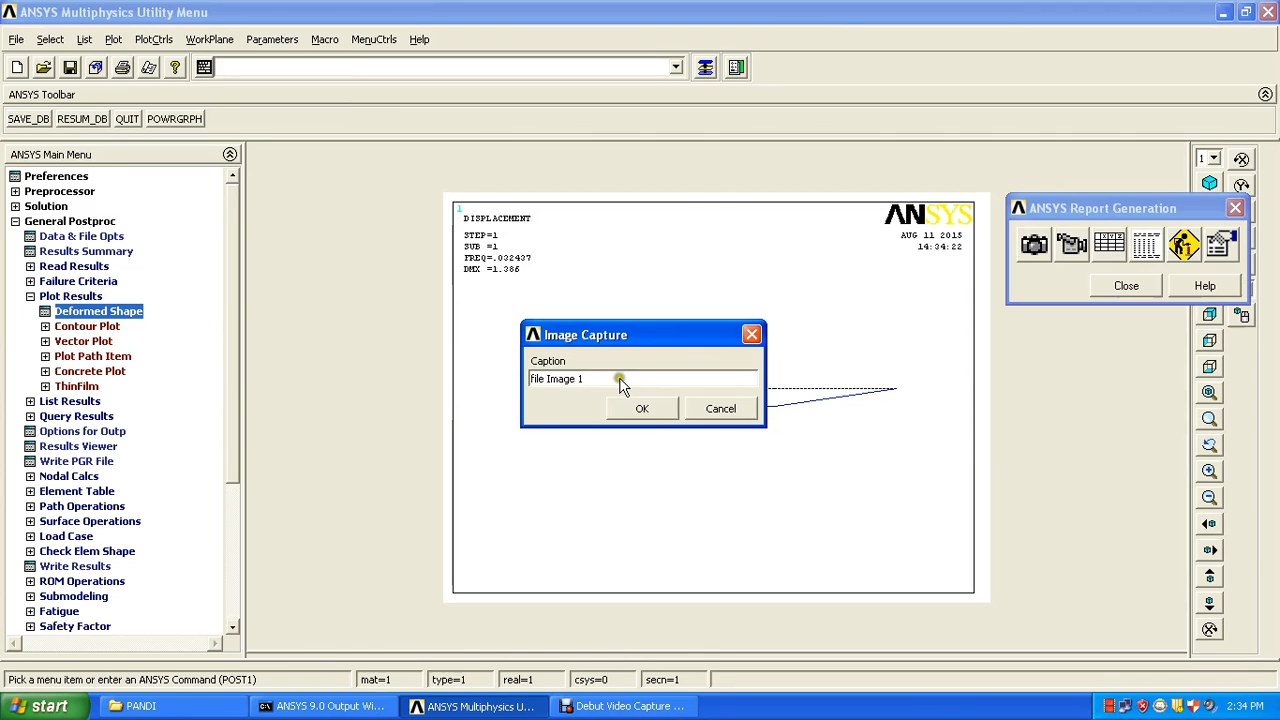 ANSYS Multiphysics Utility Menu
File Select List Plot PlotCtrls WorkPlane Parameters Macro MenuCtrls Help
ANSYS Toolbar
SAVE_DB RESUM_DB QUIT POWRGRPH
ANSYS Main Menu
Preferences
Preprocessor
Solution
General Postproc
Data & File Opts
Results Summary
Read Results
Failure Criteria
Plot Results
Deformed Shape
Contour Plot
Vector Plot
Plot Path Item
Concrete Plot
ThinFilm
List Results
Query Results
Options for Outp
Results Viewer
Write PGR File
Nodal Calcs
Element Table
Path Operations
Surface Operations
Load Case
Check Elem Shape
Write Results
ROM Operations
Submodeling
Fatigue
Safety Factor
1
DISPLACEMENT
STEP=1
SUB =1
FREQ=.032437
DMX =1.386
ANSYS
AUG 11 2015
14:34:22
Image Capture
Caption
file Image 1
OK Cancel
1
ANSYS Report Generation
Close Help
Pick a menu item or enter an ANSYS Command (POST1) mat=1 type=1 real=1 csys=0 secn=1
start PANDI ANSYS 9.0 Output Wi... ANSYS Multiphysics U... Debut Video Capture ... 2:34 PM